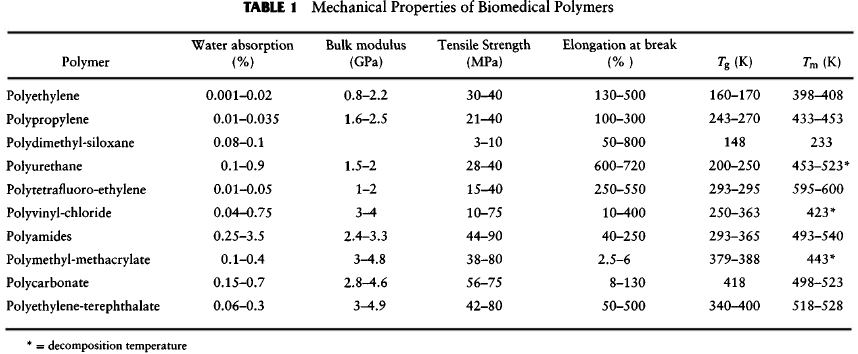 TABLE 1 Mechanical Properties of Biomedical Polymers
Water absorption Bulk modulus Tensile Strength Elongation at break
Polymer (%) (GPa) (MPa) (% ) Tg (K) Tm (K)
Polyethylene 0.001–0.02 0.8–2.2 30–40 130–500 160–170 398–408
Polypropylene 0.01–0.035 1.6–2.5 21–40 100–300 243–270 433–453
Polydimethyl-siloxane 0.08–0.1 3–10 50–800 148 233
Polyurethane 0.1–0.9 1.5–2 28–40 600–720 200–250 453–523*
Polytetrafluoro-ethylene 0.01–0.05 1–2 15–40 250–550 293–295 595–600
Polyvinyl-chloride 0.04–0.75 3–4 10–75 10–400 250–363 423*
Polyamides 0.25–3.5 2.4–3.3 44–90 40–250 293–365 493–540
Polymethyl-methacrylate 0.1–0.4 3–4.8 38–80 2.5–6 379–388 443*
Polycarbonate 0.15–0.7 2.8–4.6 56–75 8–130 418 498–523
Polyethylene-terephthalate 0.06–0.3 3–4.9 42–80 50–500 340–400 518–528
* = decomposition temperature